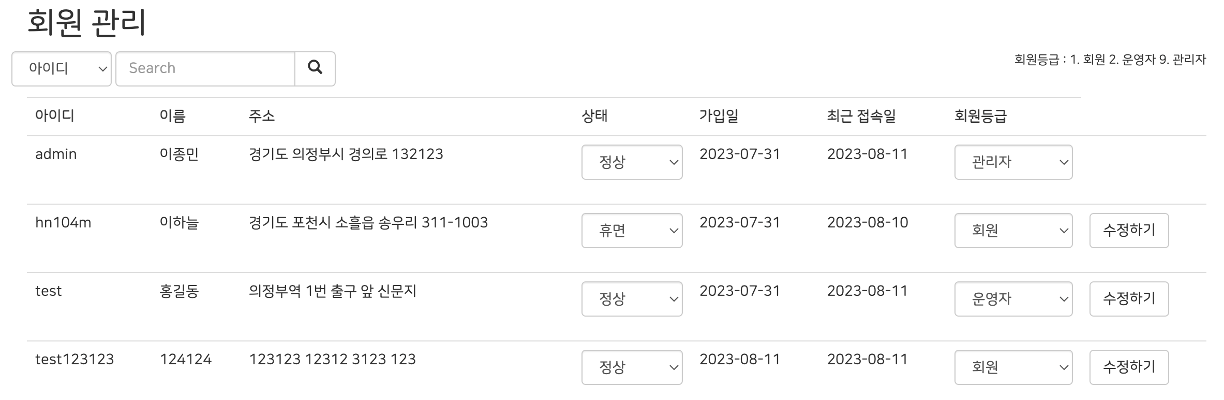 회원 관리
아이디 Search 회원등급 : 1. 회원 2. 운영자 9. 관리자
아이디 이름 주소 상태 가입일 최근 접속일 회원등급
admin 이종민 경기도 의정부시 경의로 132123 정상 2023-07-31 2023-08-11 관리자
hn104m 이하늘 경기도 포천시 소흘읍 송우리 311-1003 휴면 2023-07-31 2023-08-10 회원 수정하기
test 홍길동 의정부역 1번 출구 앞 신문지 정상 2023-07-31 2023-08-11 운영자 수정하기
test123123 124124 123123 12312 3123 123 정상 2023-08-11 2023-08-11 회원 수정하기